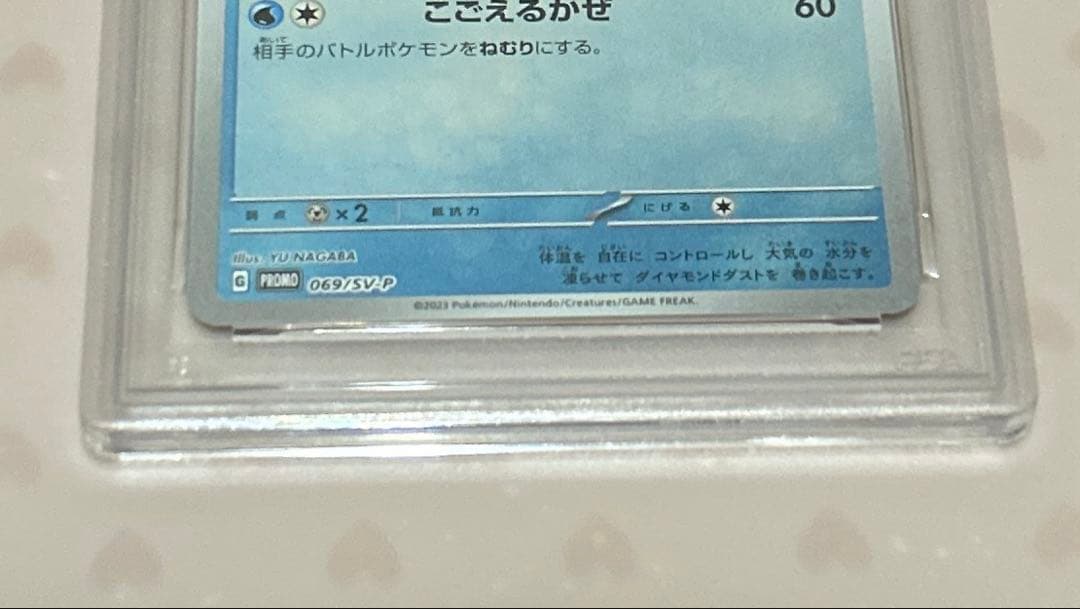 こごえるかぜ 60
相手のバトルポケモンをねむりにする。
弱点 ×2 抵抗力 にげる
Illus. YU NAGABA
体温を 自在に コントロールし 大気の 水分を
凍らせて ダイヤモンドダストを 巻き起こす。
G PROMO 069/SV-P
©2023 Pokémon/Nintendo/Creatures/GAME FREAK.